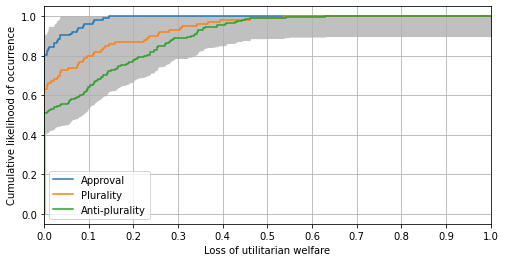 1.0
0.8
0.6
0.4
0.2
0.0
Cumulative likelihood of occurrence
Approval
Plurality
Anti-plurality
0.0 0.1 0.2 0.3 0.4 0.5 0.6 0.7 0.8 0.9 1.0
Loss of utilitarian welfare